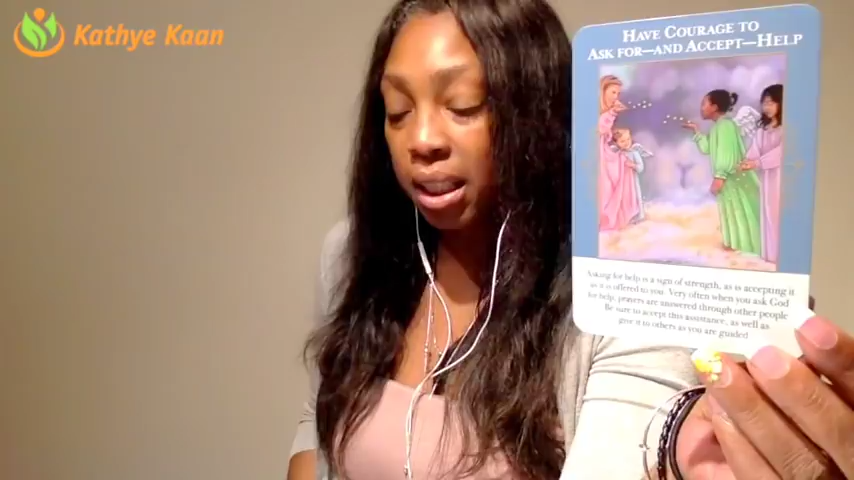 Kathye Kaan
HAVE COURAGE TO
ASK FOR—AND ACCEPT—HELP
Asking for help is a sign of strength, as is accepting it
as it is offered to you. Very often when you ask God
for help, prayers are answered through other people
Be sure to accept this assistance, as well as
give it to others as you are guided